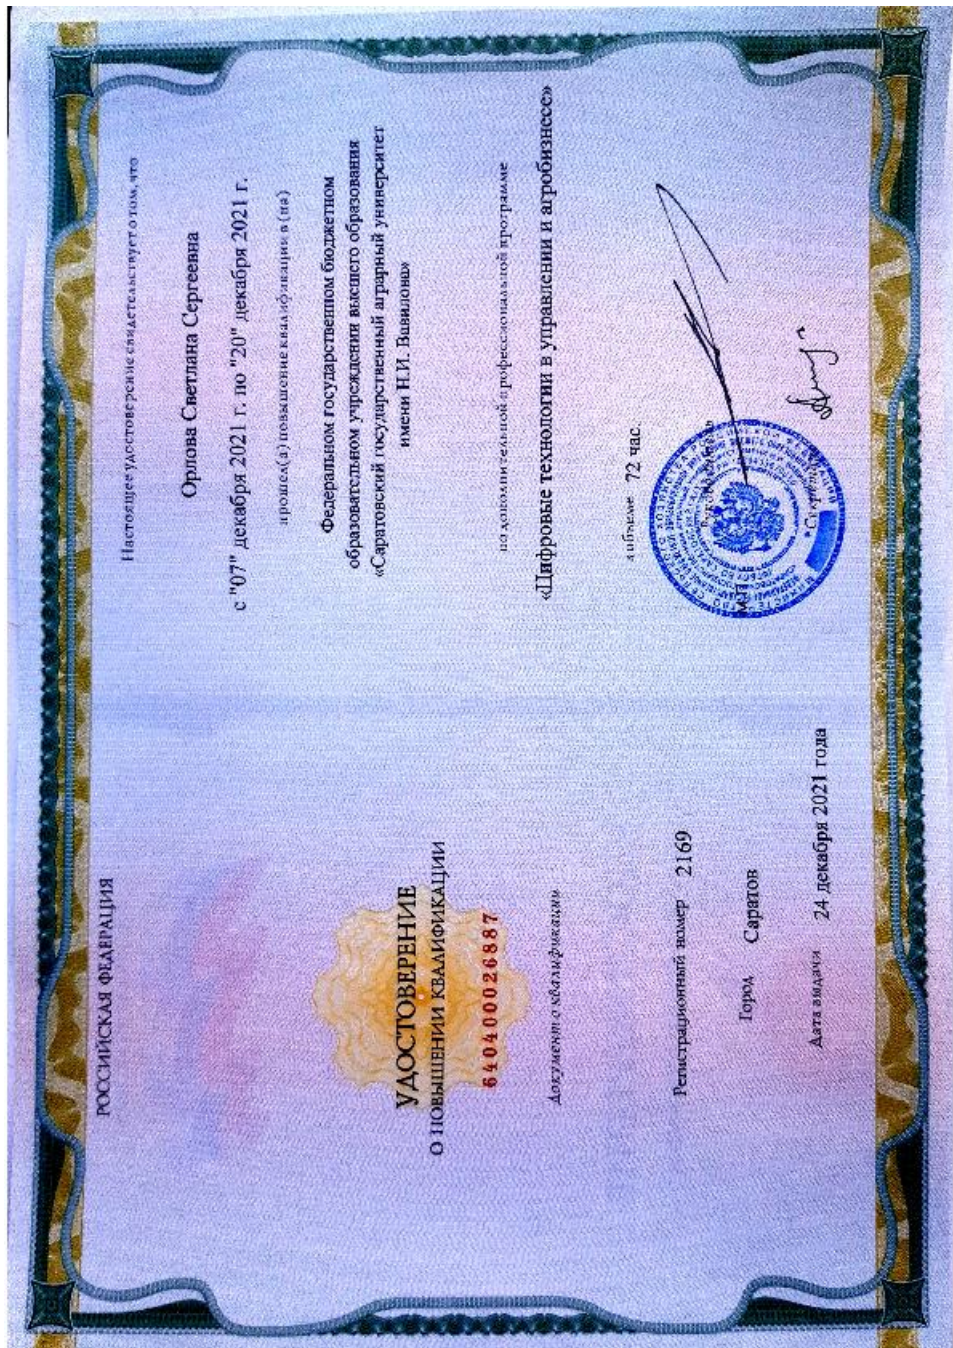 РОССИЙСКАЯ ФЕДЕРАЦИЯ
УДОСТОВЕРЕНИЕ
О ПОВЫШЕНИИ КВАЛИФИКАЦИИ
640400026887
Документ о квалификации
Регистрационный номер 2169
Город Саратов
Дата выдачи 24 декабря 2021 года
Настоящее удостоверение свидетельствует о том, что
Орлова Светлана Сергеевна
с "07" декабря 2021 г. по "20" декабря 2021 г.
прошел(а) повышение квалификации в (на)
Федеральном государственном бюджетном
образовательном учреждении высшего образования
«Саратовский государственный аграрный университет
имени Н.И. Вавилова»
по дополнительной профессиональной программе
«Цифровые технологии в управлении и агробизнесе»
в объеме 72 час.
Руководитель
М.П.
Секретарь